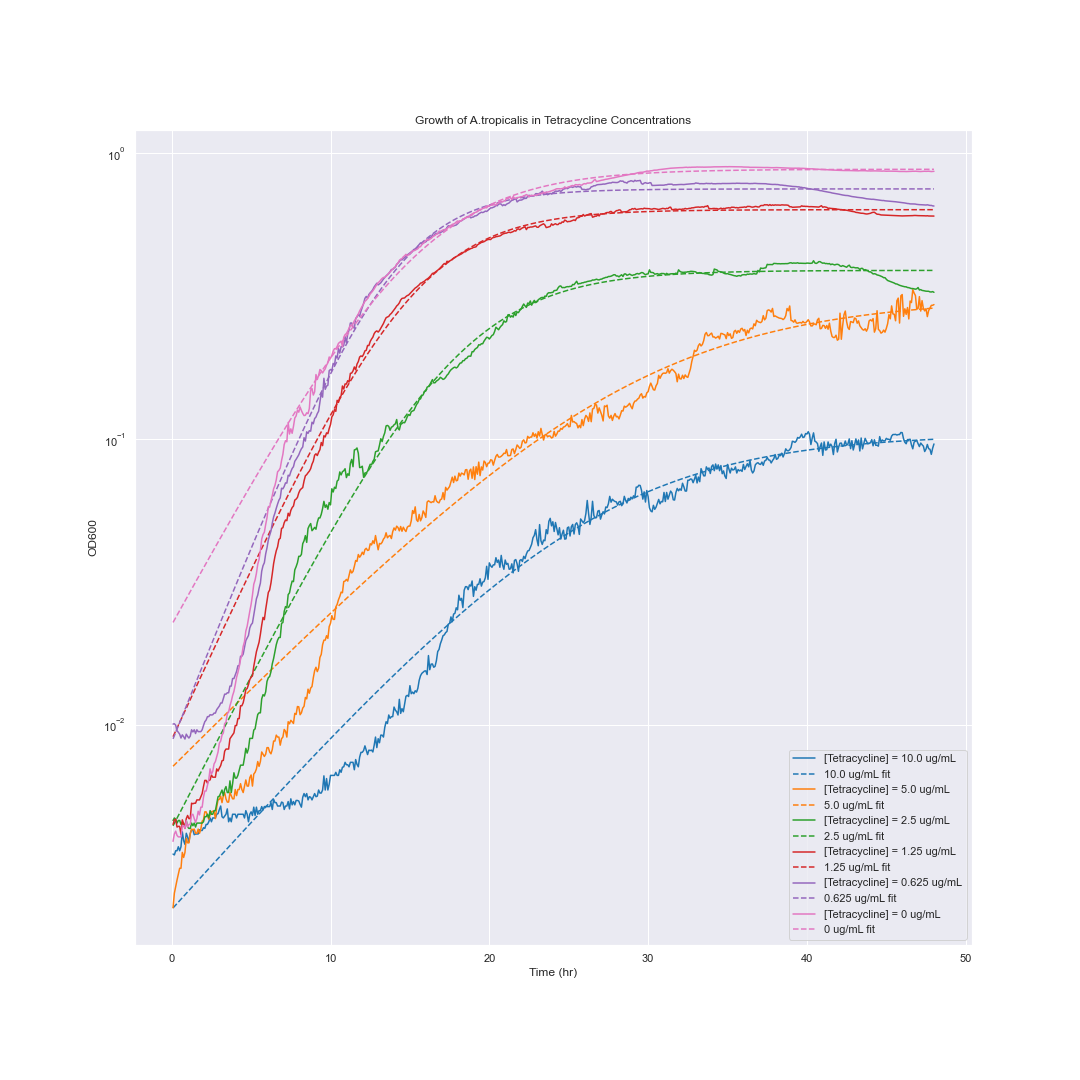 Growth of A.tropicalis in Tetracycline Concentrations
10⁰
10⁻¹
10⁻²
OD600
0 10 20 30 40 50
Time (hr)
[Tetracycline] = 10.0 ug/mL
10.0 ug/mL fit
[Tetracycline] = 5.0 ug/mL
5.0 ug/mL fit
[Tetracycline] = 2.5 ug/mL
2.5 ug/mL fit
[Tetracycline] = 1.25 ug/mL
1.25 ug/mL fit
[Tetracycline] = 0.625 ug/mL
0.625 ug/mL fit
[Tetracycline] = 0 ug/mL
0 ug/mL fit